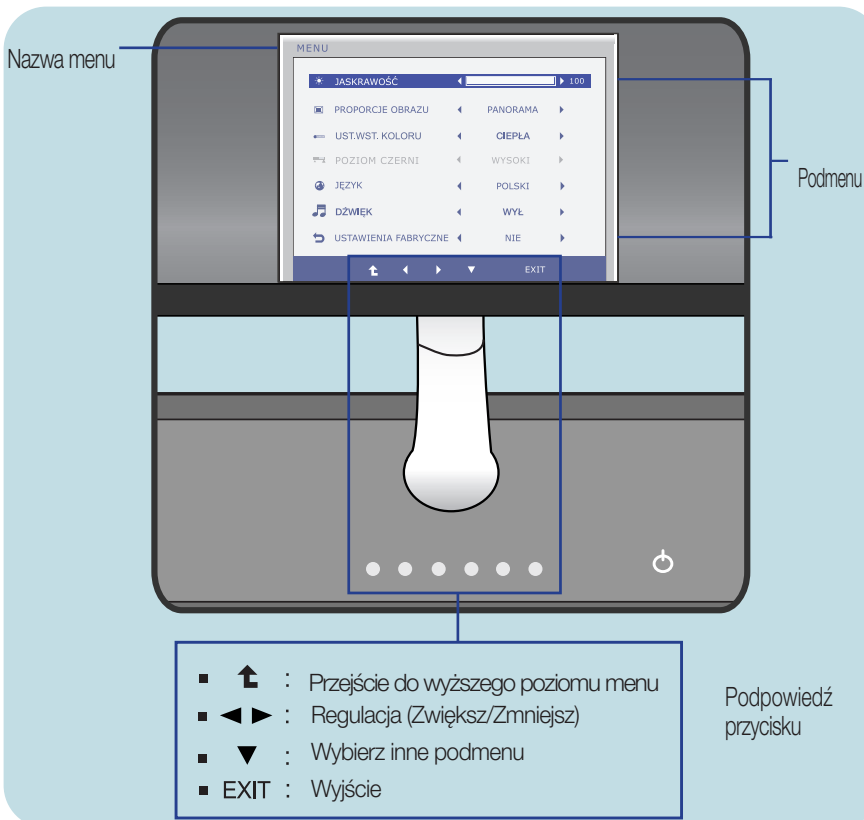 Nazwa menu
MENU
JASKRAWOŚĆ 100
PROPORCJE OBRAZU PANORAMA
UST.WST. KOLORU CIEPŁA
POZIOM CZERNI WYSOKI
JĘZYK POLSKI
DŹWIĘK WYŁ
USTAWIENIA FABRYCZNE NIE
EXIT
Podmenu
: Przejście do wyższego poziomu menu
: Regulacja (Zwiększ/Zmniejsz)
: Wybierz inne podmenu
EXIT : Wyjście
Podpowiedź
przycisku